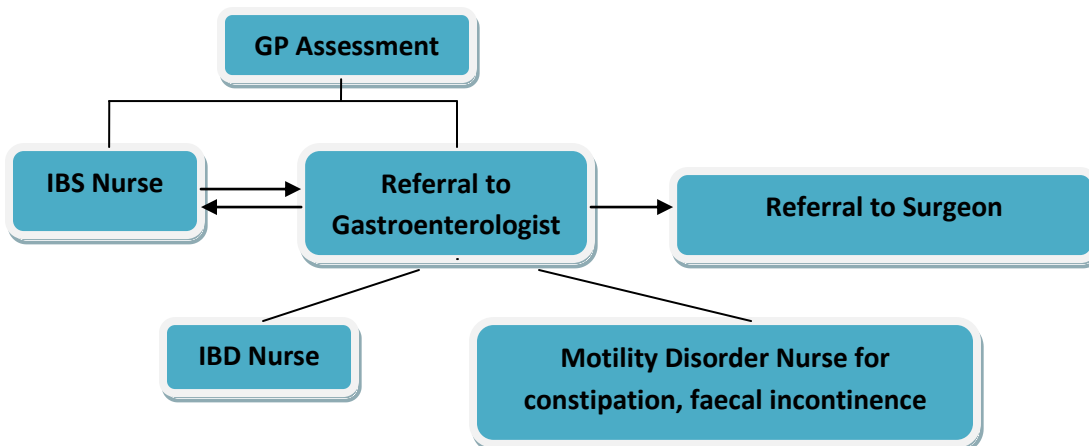 GP Assessment
IBS Nurse
Referral to
Gastroenterologist
Referral to Surgeon
IBD Nurse
Motility Disorder Nurse for
constipation, faecal incontinence